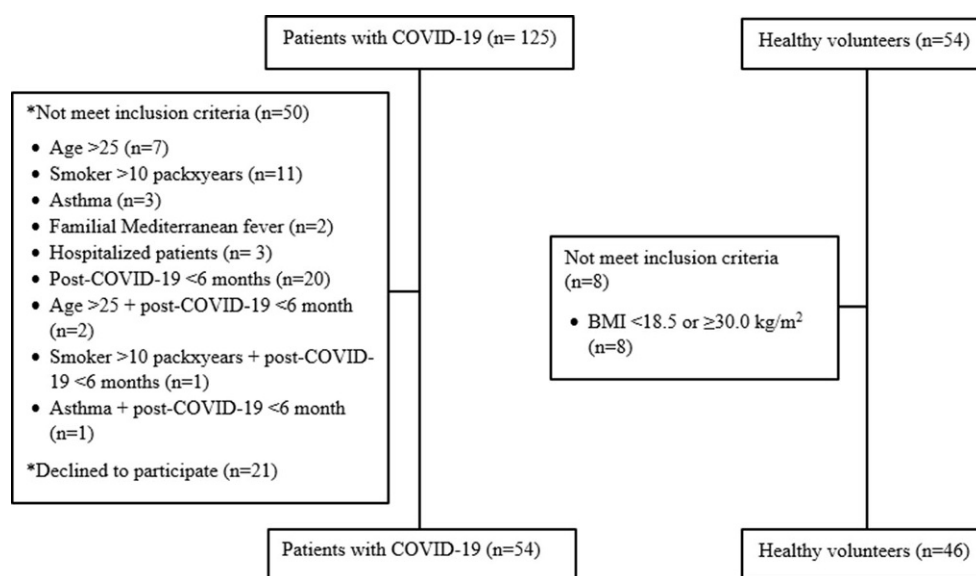 Patients with COVID-19 (n= 125)
Healthy volunteers (n=54)
*Not meet inclusion criteria (n=50)
• Age >25 (n=7)
• Smoker >10 packxyears (n=11)
• Asthma (n=3)
• Familial Mediterranean fever (n=2)
• Hospitalized patients (n= 3)
• Post-COVID-19 <6 months (n=20)
• Age >25 + post-COVID-19 <6 month
(n=2)
• Smoker >10 packxyears + post-COVID-
19 <6 months (n=1)
• Asthma + post-COVID-19 <6 month
(n=1)
*Declined to participate (n=21)
Not meet inclusion criteria
(n=8)
• BMI <18.5 or ≥30.0 kg/m²
(n=8)
Patients with COVID-19 (n=54)
Healthy volunteers (n=46)